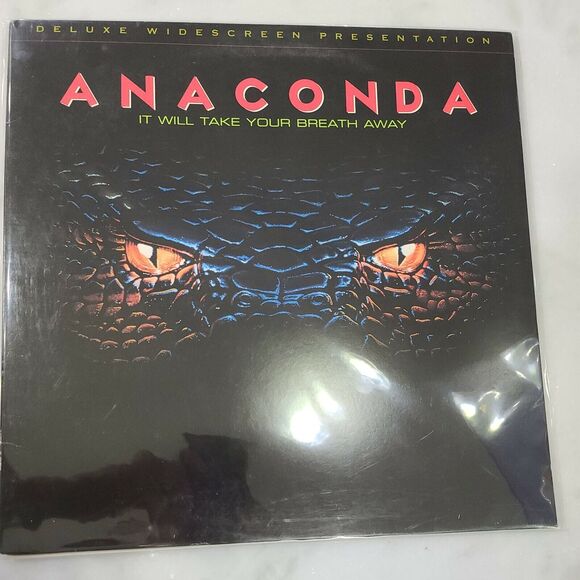 DELUXE WIDESCREEN PRESENTATION
ANACONDA
IT WILL TAKE YOUR BREATH AWAY